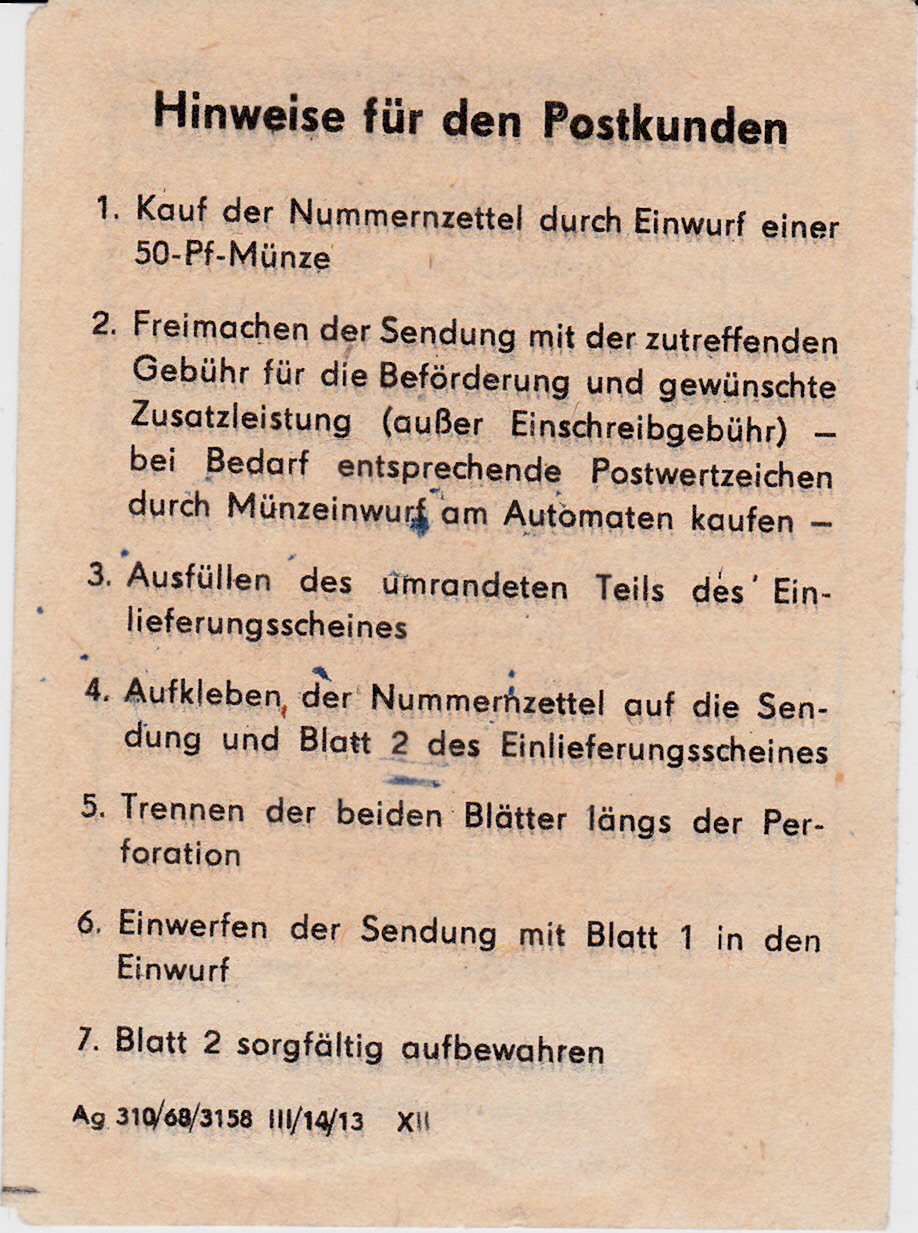 Hinweise für den Postkunden
1. Kauf der Nummernzettel durch Einwurf einer
50-Pf-Münze
2. Freimachen der Sendung mit der zutreffenden
Gebühr für die Beförderung und gewünschte
Zusatzleistung (außer Einschreibgebühr) –
bei Bedarf entsprechende Postwertzeichen
durch Münzeinwurf am Automaten kaufen –
3. Ausfüllen des umrandeten Teils des Ein-
lieferungsscheines
4. Aufkleben der Nummernzettel auf die Sen-
dung und Blatt 2 des Einlieferungsscheines
5. Trennen der beiden Blätter längs der Per-
foration
6. Einwerfen der Sendung mit Blatt 1 in den
Einwurf
7. Blatt 2 sorgfältig aufbewahren
Ag 310/68/3158 III/14/13 XII